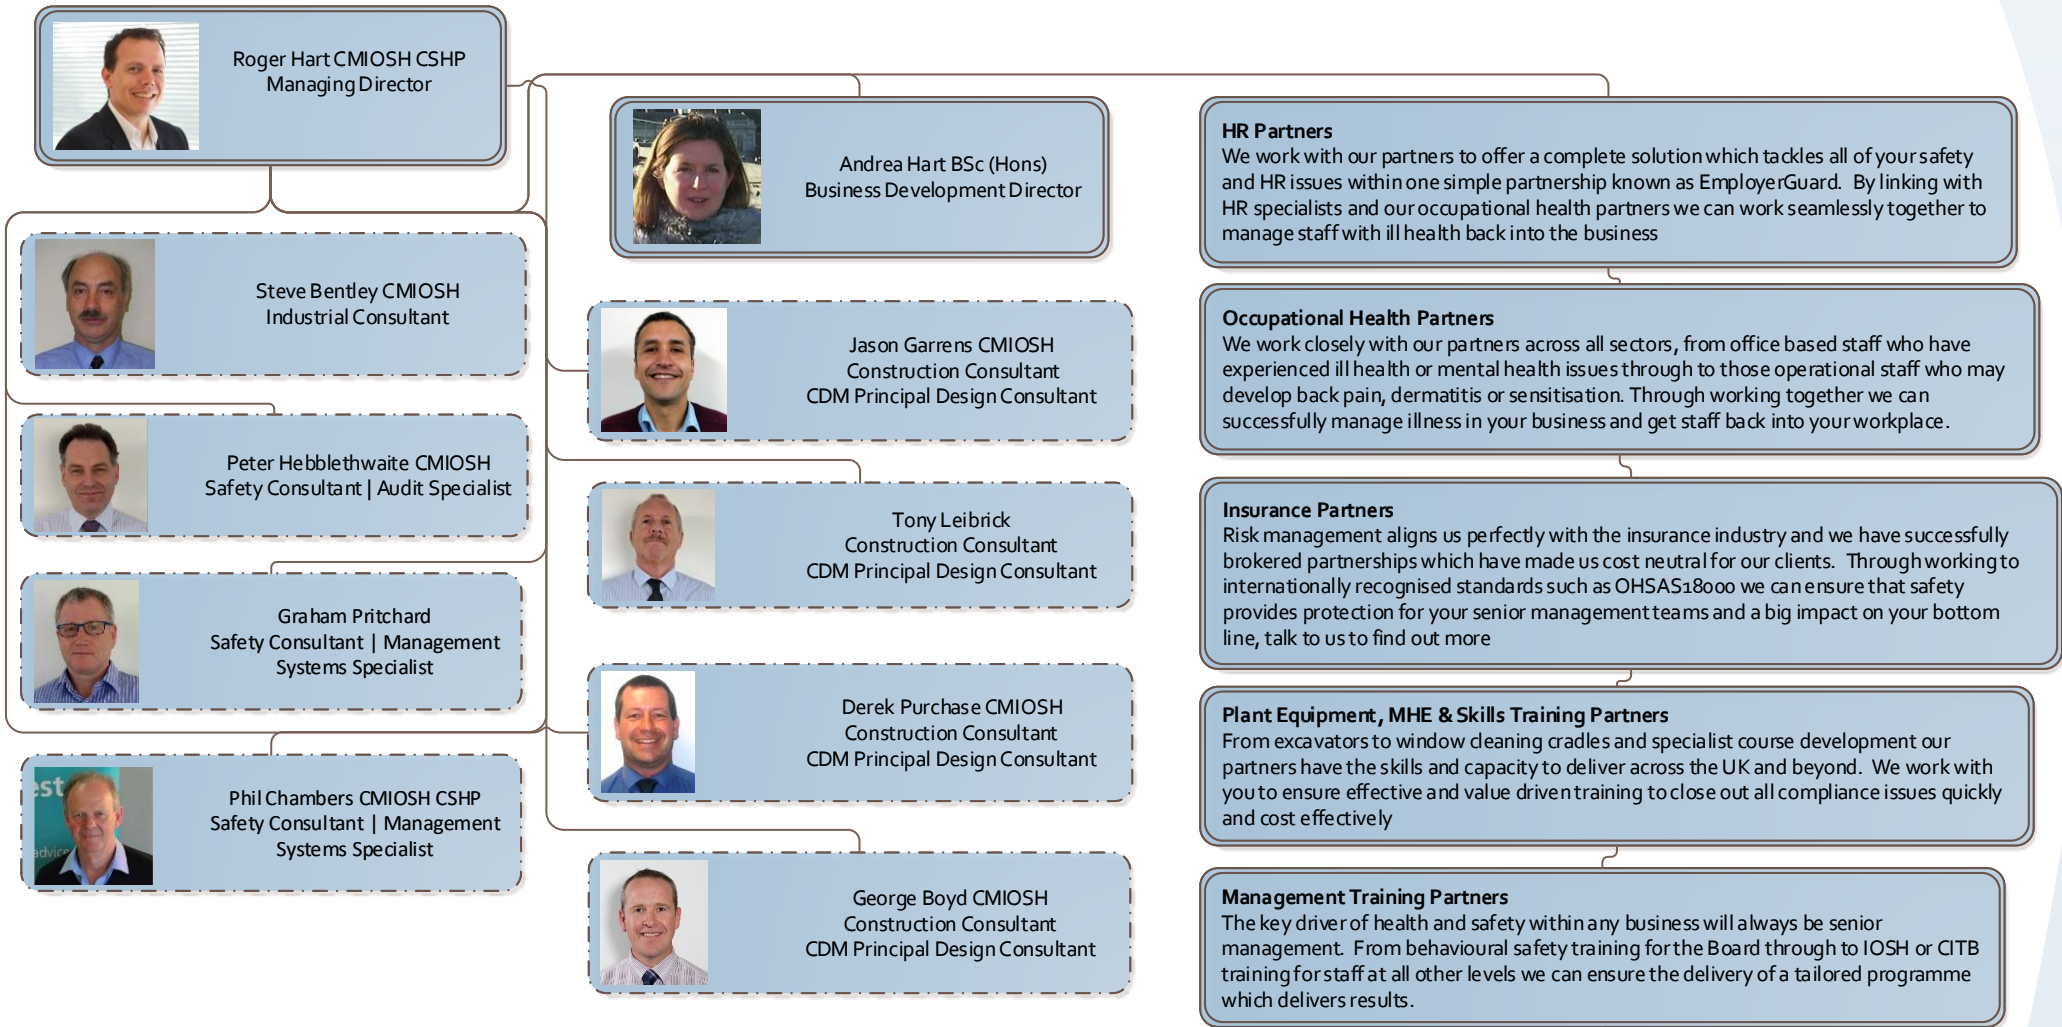 Roger Hart CMIOSH CSHP
Managing Director
Andrea Hart BSc (Hons)
Business Development Director
Steve Bentley CMIOSH
Industrial Consultant
Peter Hebblethwaite CMIOSH
Safety Consultant | Audit Specialist
Graham Pritchard
Safety Consultant | Management
Systems Specialist
est
advice
Phil Chambers CMIOSH CSHP
Safety Consultant | Management
Systems Specialist
Jason Garrens CMIOSH
Construction Consultant
CDM Principal Design Consultant
Tony Leibrick
Construction Consultant
CDM Principal Design Consultant
Derek Purchase CMIOSH
Construction Consultant
CDM Principal Design Consultant
George Boyd CMIOSH
Construction Consultant
CDM Principal Design Consultant
HR Partners
We work with our partners to offer a complete solution which tackles all of your safety
and HR issues within one simple partnership known as EmployerGuard.  By linking with
HR specialists and our occupational health partners we can work seamlessly together to
manage staff with ill health back into the business
Occupational Health Partners
We work closely with our partners across all sectors, from office based staff who have
experienced ill health or mental health issues through to those operational staff who may
develop back pain, dermatitis or sensitisation. Through working together we can
successfully manage illness in your business and get staff back into your workplace.
Insurance Partners
Risk management aligns us perfectly with the insurance industry and we have successfully
brokered partnerships which have made us cost neutral for our clients.  Through working to
internationally recognised standards such as OHSAS18000 we can ensure that safety
provides protection for your senior management teams and a big impact on your bottom
line, talk to us to find out more
Plant Equipment, MHE & Skills Training Partners
From excavators to window cleaning cradles and specialist course development our
partners have the skills and capacity to deliver across the UK and beyond.  We work with
you to ensure effective and value driven training to close out all compliance issues quickly
and cost effectively
Management Training Partners
The key driver of health and safety within any business will always be senior
management.  From behavioural safety training for the Board through to IOSH or CITB
training for staff at all other levels we can ensure the delivery of a tailored programme
which delivers results.